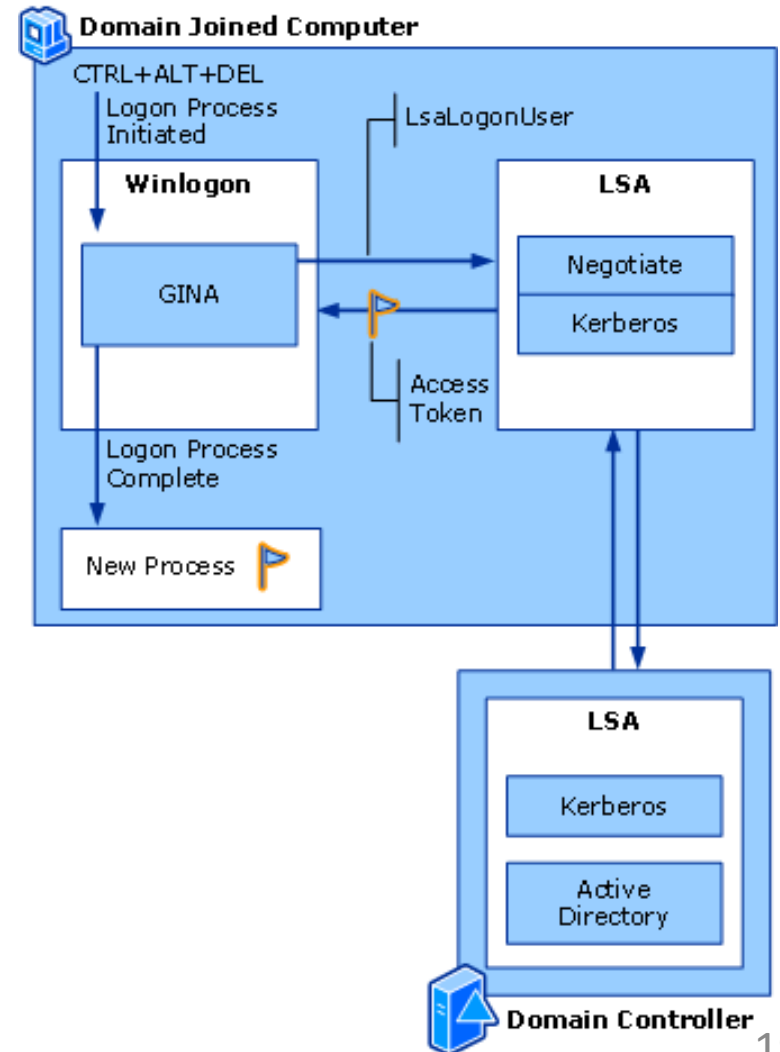 Domain Joined Computer
CTRL+ALT+DEL
Logon Process
Initiated
LsaLogonUser
Winlogon
LSA
GINA
Negotiate
Kerberos
Access
Token
Logon Process
Complete
New Process
LSA
Kerberos
Active
Directory
Domain Controller
1